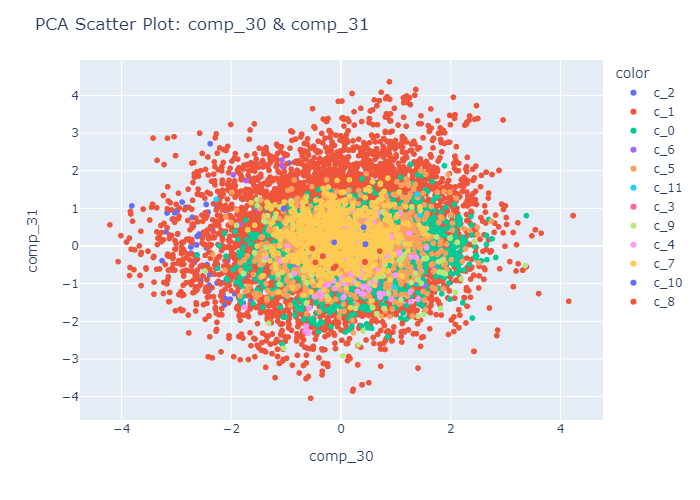 PCA Scatter Plot: comp_30 & comp_31
color
c_2
c_1
c_0
c_6
c_5
c_11
c_3
c_9
c_4
c_7
c_10
c_8
comp_31
4
3
2
1
0
−1
−2
−3
−4
−4
−2
0
2
4
comp_30